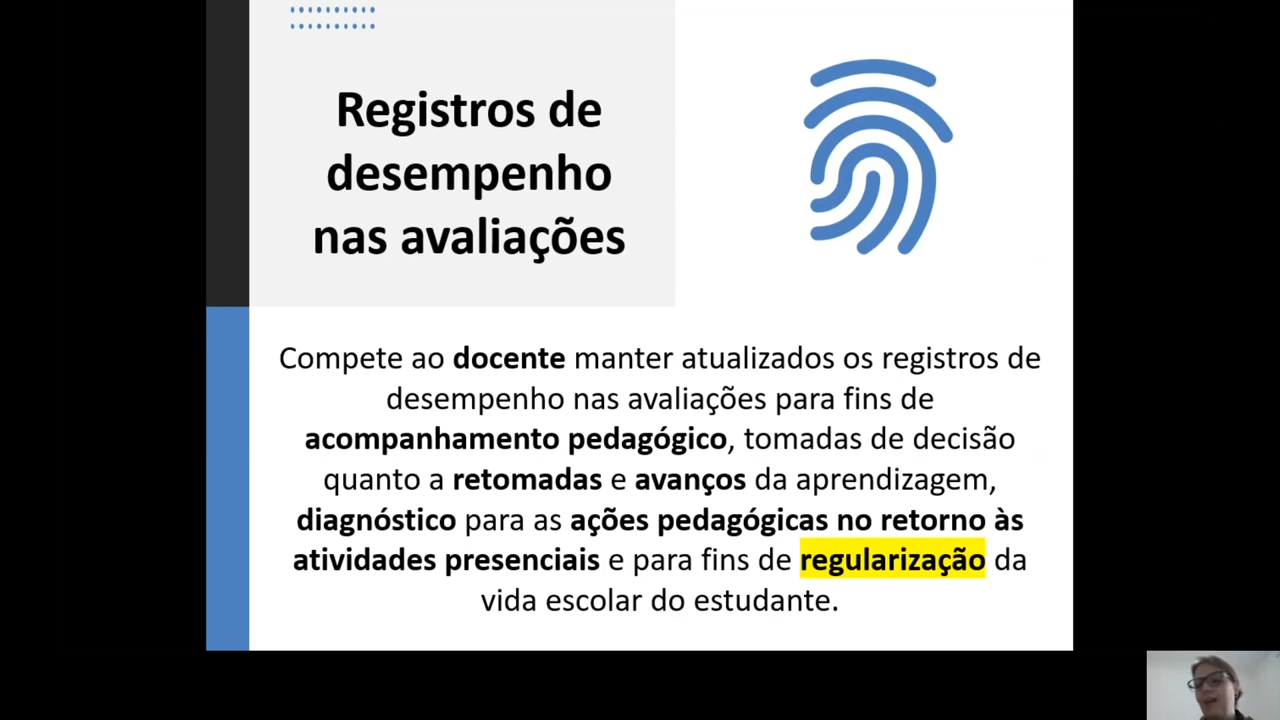 Registros de
desempenho
nas avaliações
Compete ao docente manter atualizados os registros de
desempenho nas avaliações para fins de
acompanhamento pedagógico, tomadas de decisão
quanto a retomadas e avanços da aprendizagem,
diagnóstico para as ações pedagógicas no retorno às
atividades presenciais e para fins de regularização da
vida escolar do estudante.